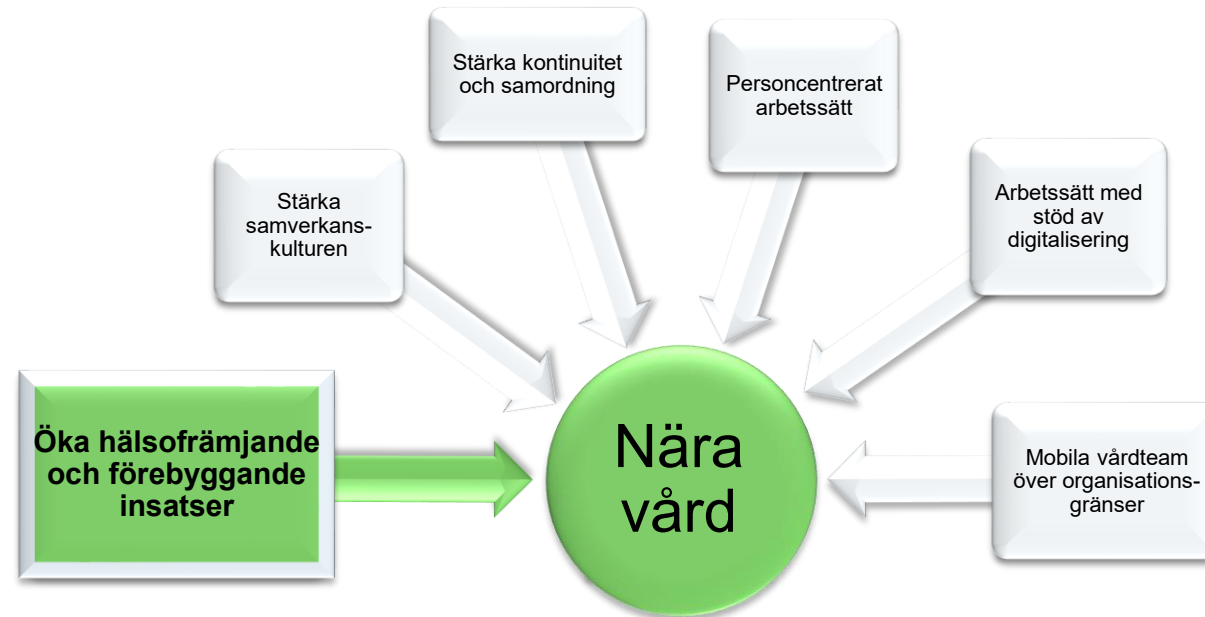 Stärka kontinuitet
och samordning
Personcentrerat
arbetssätt
Stärka
samverkans-
kulturen
Arbetssätt med
stöd av
digitalisering
Öka hälsofrämjande
och förebyggande
insatser
Nära
vård
Mobila vårdteam
över organisations-
gränser